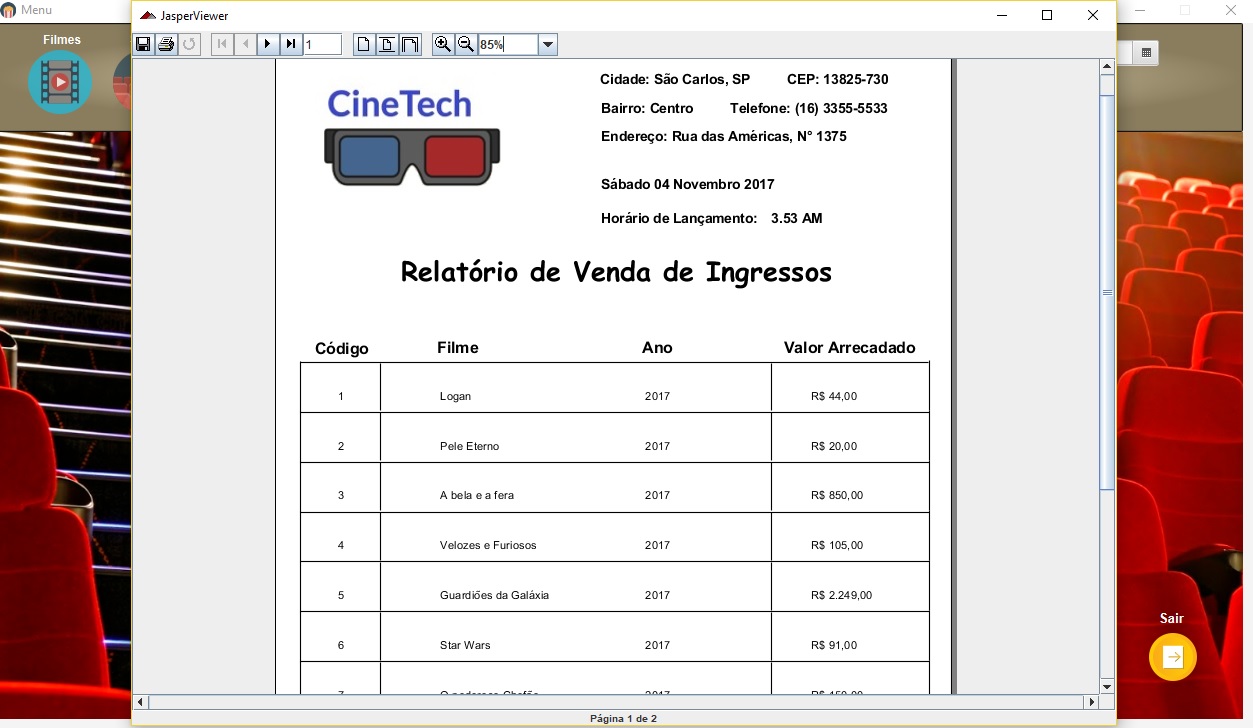 Menu
JasperViewer
Filmes
1
85%
CineTech
Cidade: São Carlos, SP CEP: 13825-730
Bairro: Centro Telefone: (16) 3355-5533
Endereço: Rua das Américas, N° 1375
Sábado 04 Novembro 2017
Horário de Lançamento: 3.53 AM
Relatório de Venda de Ingressos
Código Filme Ano Valor Arrecadado
1 Logan 2017 R$ 44,00
2 Pele Eterno 2017 R$ 20,00
3 A bela e a fera 2017 R$ 850,00
4 Velozes e Furiosos 2017 R$ 105,00
5 Guardiões da Galáxia 2017 R$ 2.249,00
6 Star Wars 2017 R$ 91,00
7 O poderoso Chefão 2017 R$
Sair
Página 1 de 2